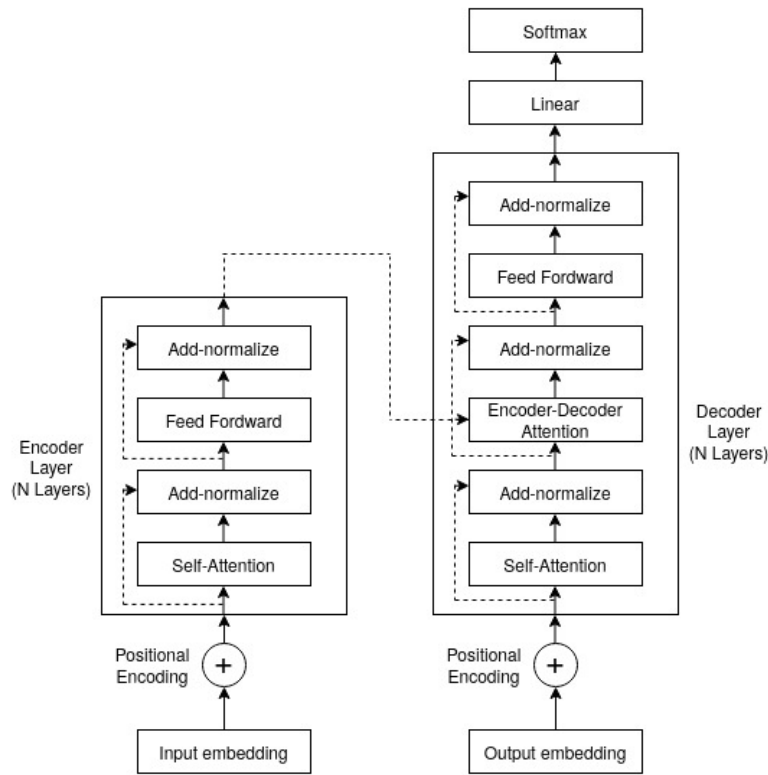 Softmax
Linear
Add-normalize
Feed Fordward
Add-normalize
Encoder-Decoder
Attention
Add-normalize
Self-Attention
Decoder
Layer
(N Layers)
Positional
Encoding
+
Output embedding
Add-normalize
Feed Fordward
Add-normalize
Self-Attention
Encoder
Layer
(N Layers)
Positional
Encoding
+
Input embedding